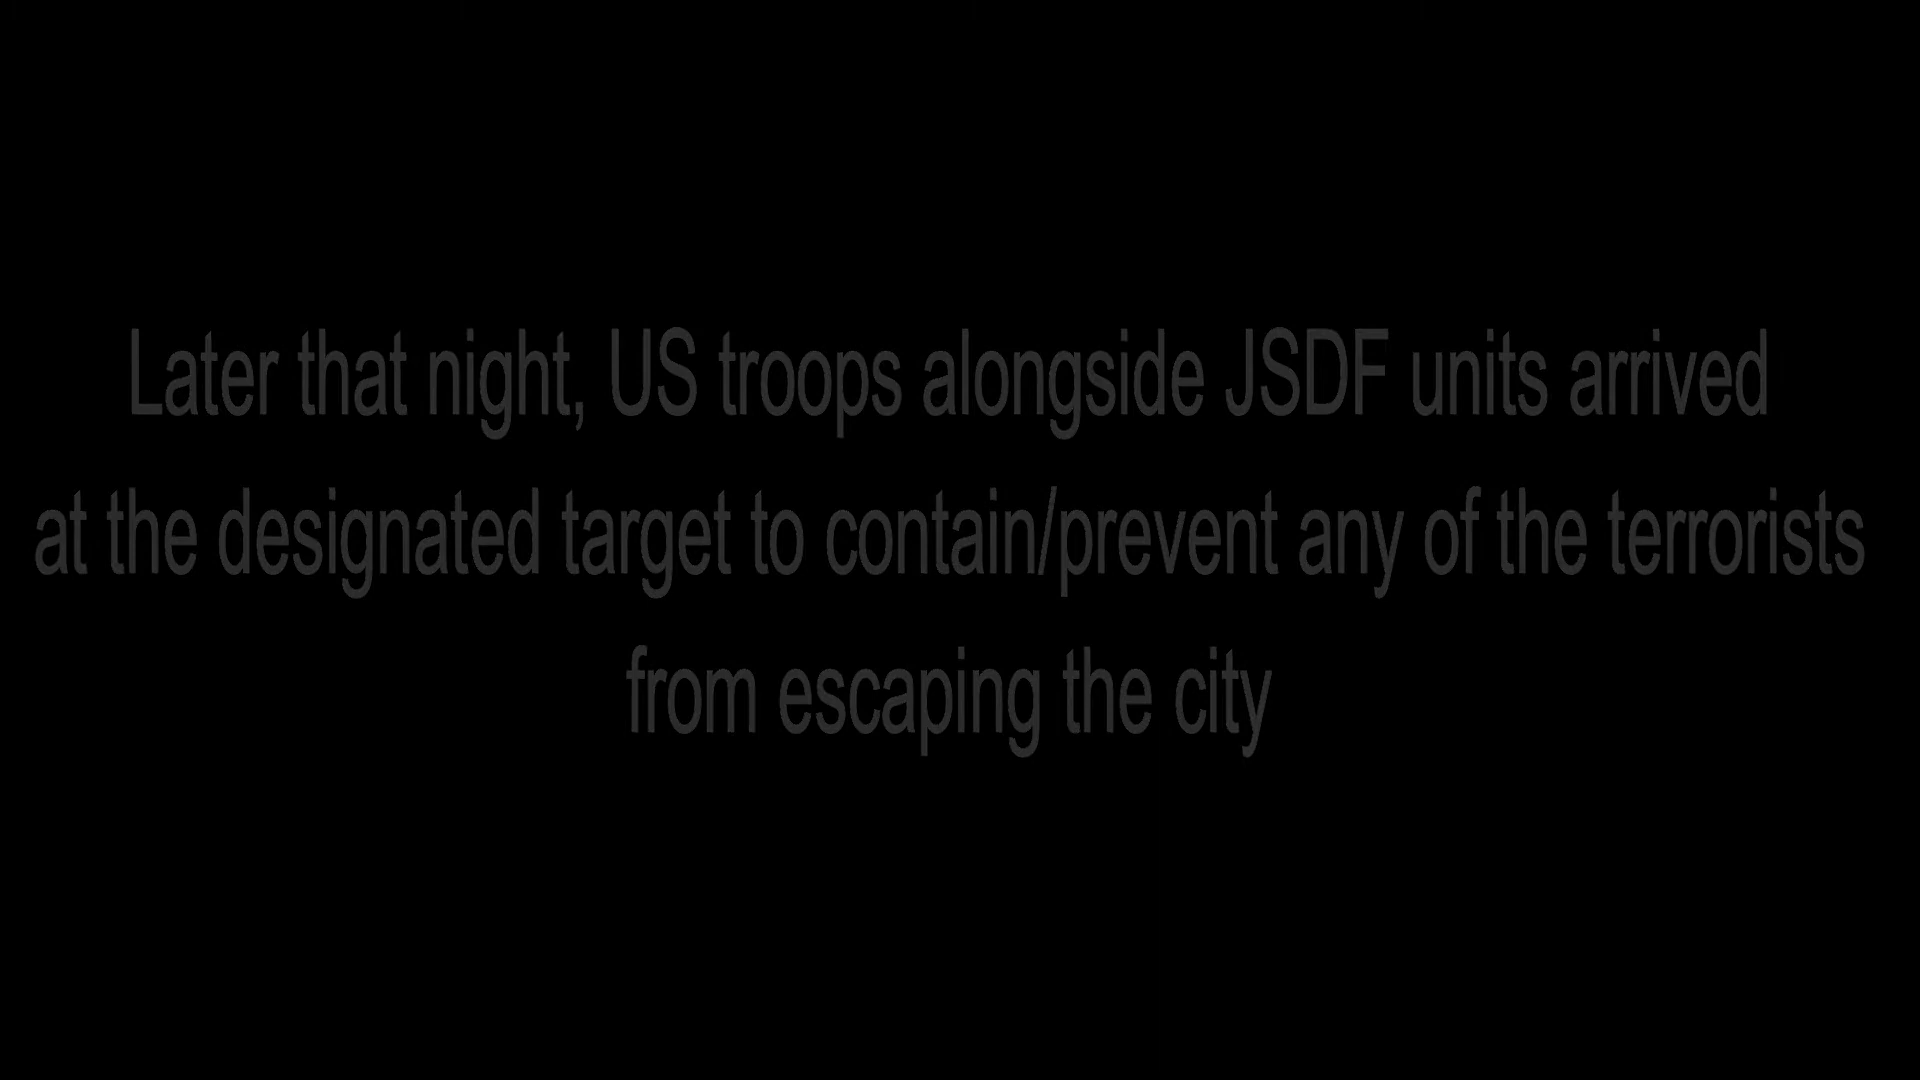 Later that night, US troops alongside JSDF units arrived
at the designated target to contain/prevent any of the terrorists
from escaping the city